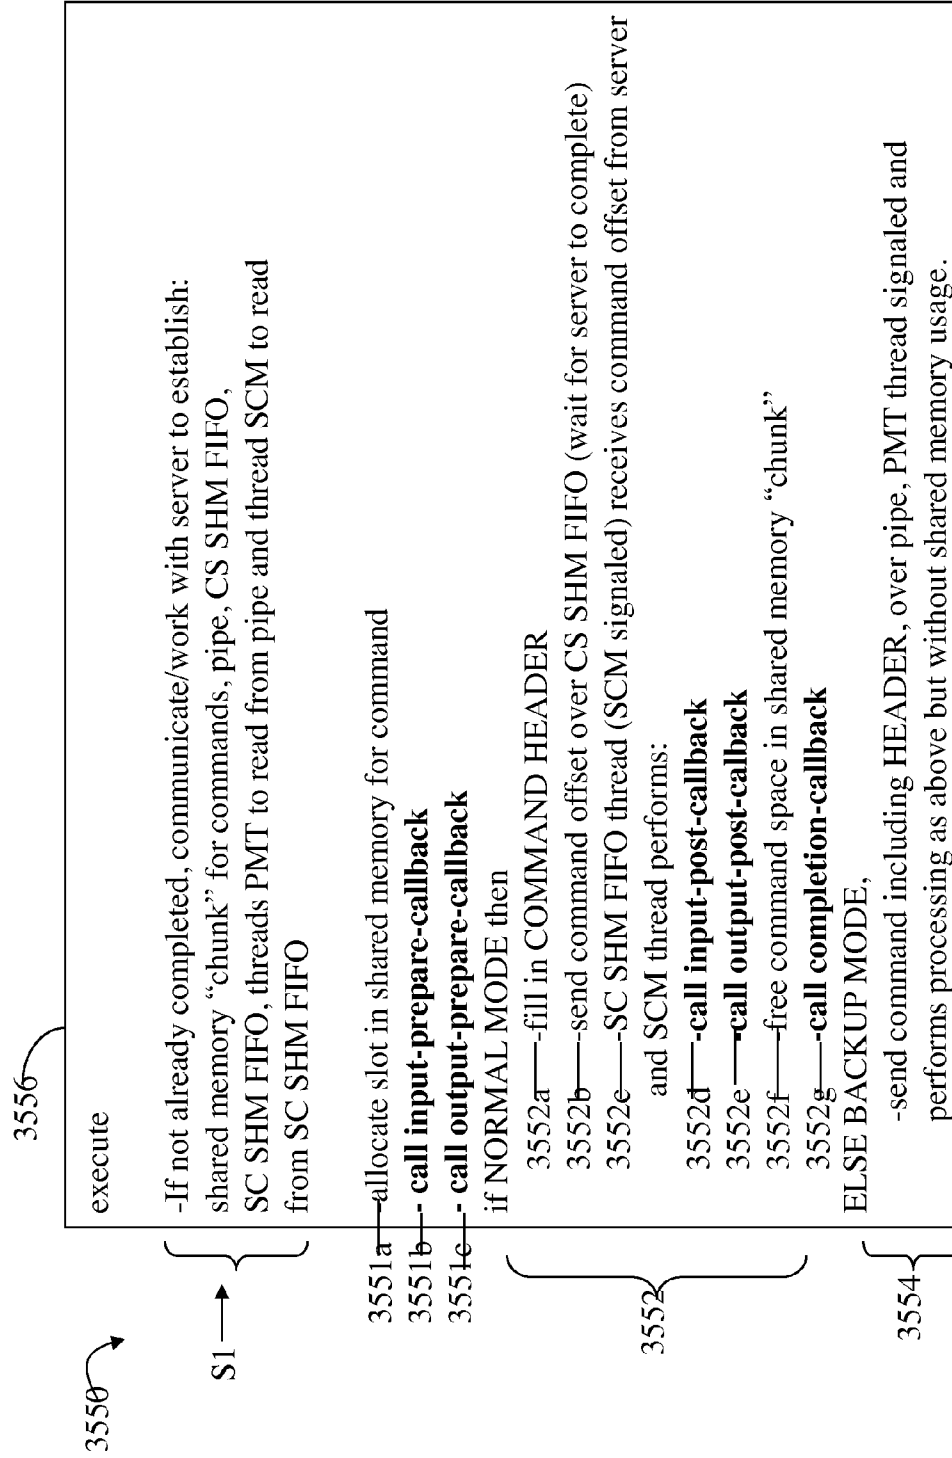 3550
3556
execute
S1
-If not already completed, communicate/work with server to establish:
shared memory “chunk” for commands, pipe, CS SHM FIFO,
SC SHM FIFO, threads PMT to read from pipe and thread SCM to read
from SC SHM FIFO
3551a -allocate slot in shared memory for command
3551b - call input-prepare-callback
3551c - call output-prepare-callback
if NORMAL MODE then
3552
3552a -fill in COMMAND HEADER
3552b -send command offset over CS SHM FIFO (wait for server to complete)
3552c -SC SHM FIFO thread (SCM signaled) receives command offset from server
and SCM thread performs:
3552d -call input-post-callback
3552e -call output-post-calback
3552f -free command space in shared memory “chunk”
3552g -call completion-callback
ELSE BACKUP MODE,
3554
-send command including HEADER, over pipe, PMT thread signaled and
performs processing as above but without shared memory usage.